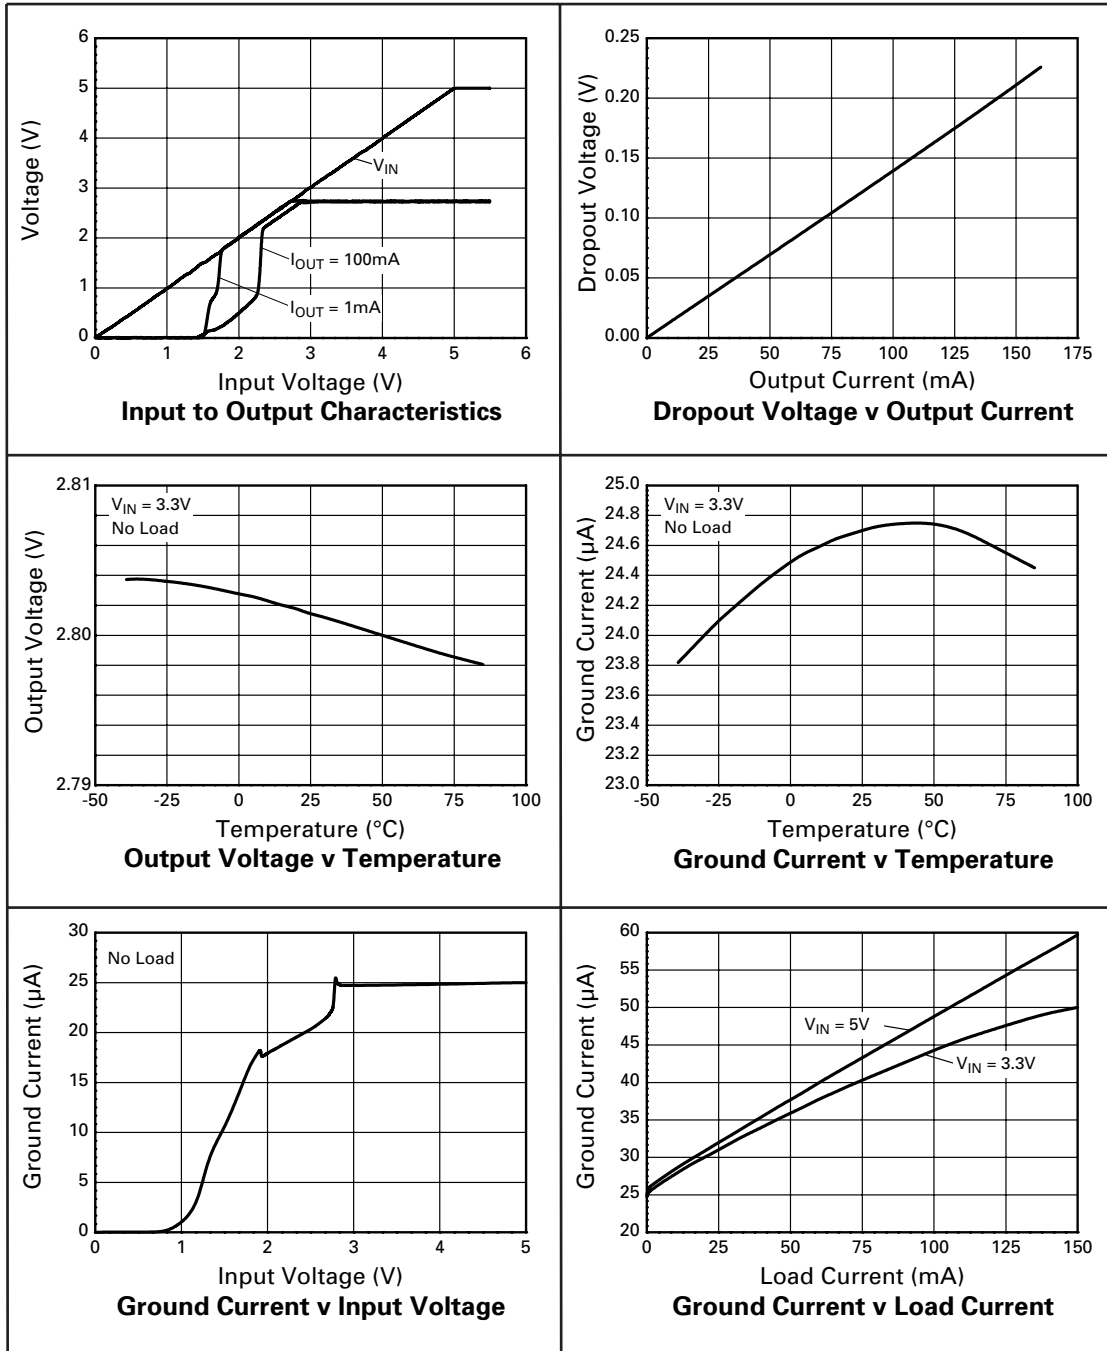 6
5
4
3
2
1
0
Voltage (V)
V_IN
I_OUT = 100mA
I_OUT = 1mA
0 1 2 3 4 5 6
Input Voltage (V)
Input to Output Characteristics
0.25
0.20
0.15
0.10
0.05
0.00
Dropout Voltage (V)
0 25 50 75 100 125 150 175
Output Current (mA)
Dropout Voltage v Output Current
2.81
2.80
2.79
Output Voltage (V)
V_IN = 3.3V
No Load
-50 -25 0 25 50 75 100
Temperature (°C)
Output Voltage v Temperature
25.0
24.8
24.6
24.4
24.2
24.0
23.8
23.6
23.4
23.2
23.0
Ground Current (µA)
V_IN = 3.3V
No Load
-50 -25 0 25 50 75 100
Temperature (°C)
Ground Current v Temperature
30
25
20
15
10
5
0
Ground Current (µA)
No Load
0 1 2 3 4 5
Input Voltage (V)
Ground Current v Input Voltage
60
55
50
45
40
35
30
25
20
Ground Current (µA)
V_IN = 5V
V_IN = 3.3V
0 25 50 75 100 125 150
Load Current (mA)
Ground Current v Load Current